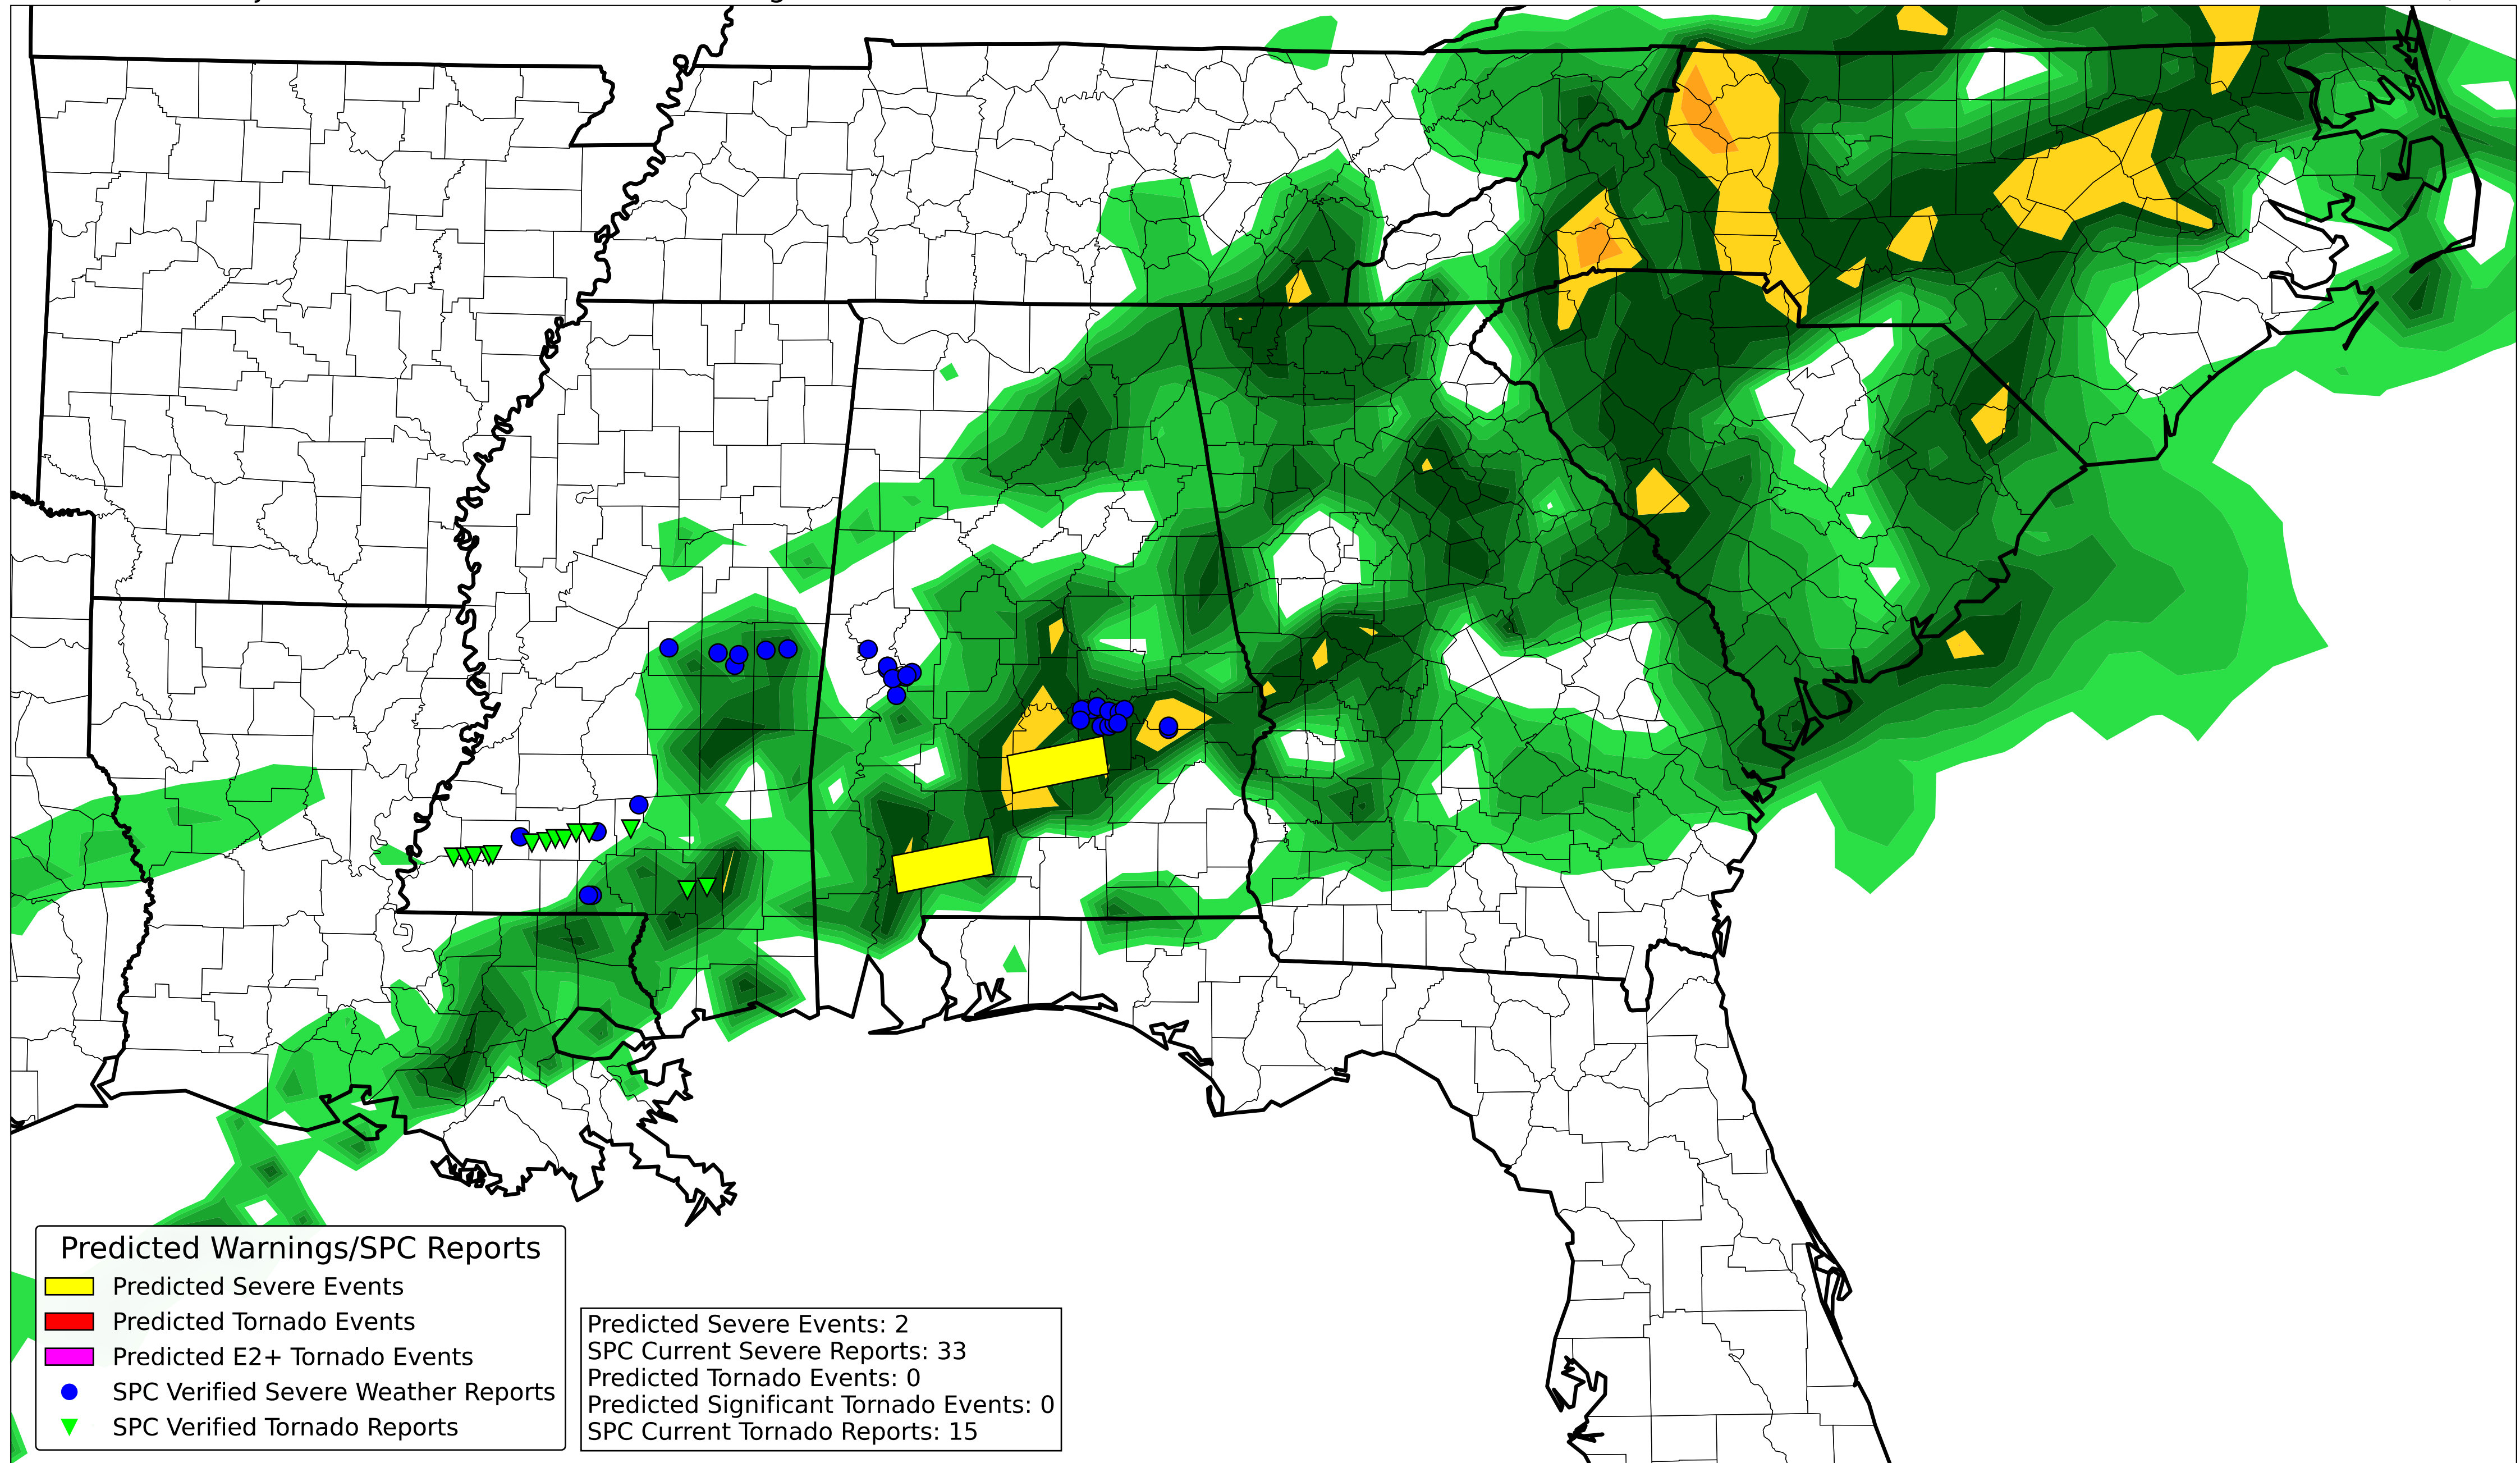 Predicted Warnings/SPC Reports
Predicted Severe Events
Predicted Tornado Events
Predicted E2+ Tornado Events
SPC Verified Severe Weather Reports
SPC Verified Tornado Reports
Predicted Severe Events: 2
SPC Current Severe Reports: 33
Predicted Tornado Events: 0
Predicted Significant Tornado Events: 0
SPC Current Tornado Reports: 15